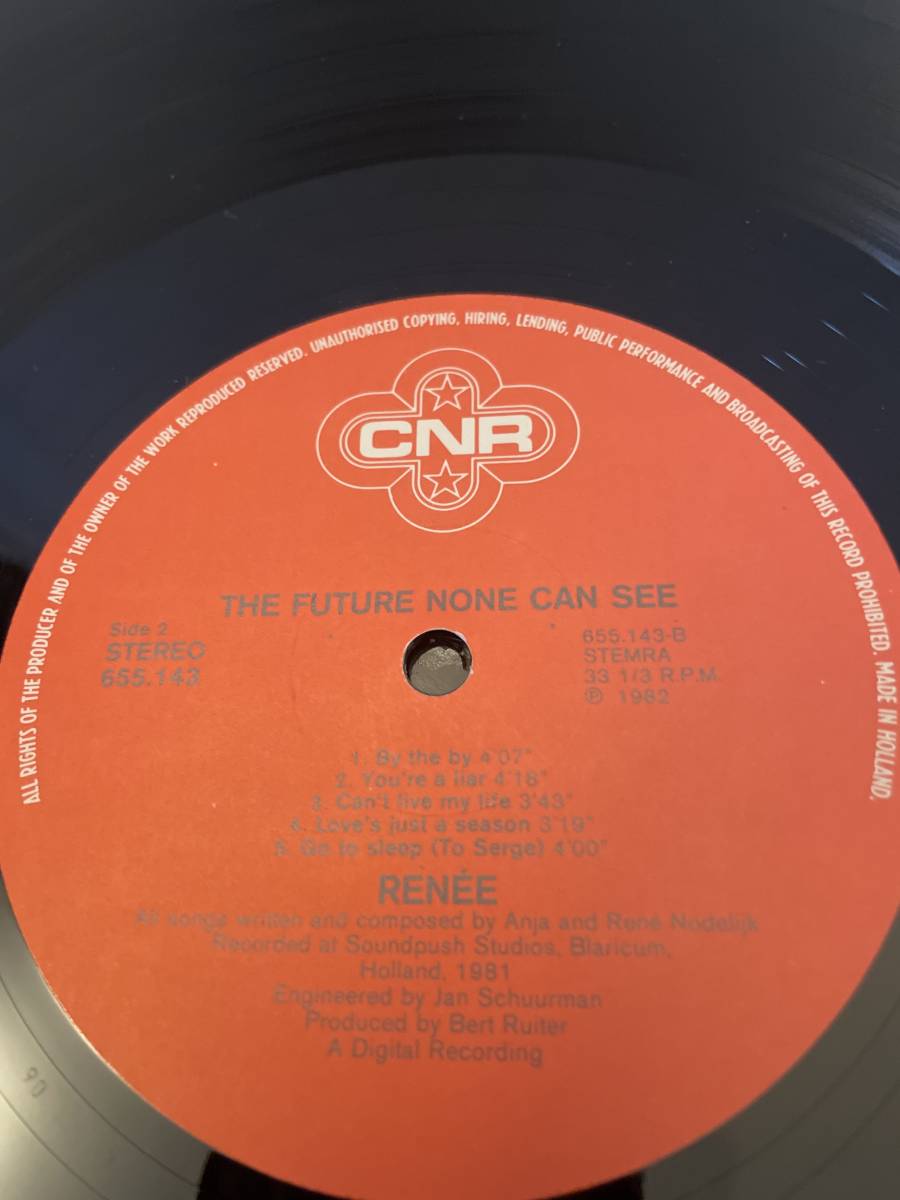 ALL RIGHTS OF THE PRODUCER AND OF THE OWNER OF THE WORK REPRODUCED RESERVED. UNAUTHORISED COPYING, HIRING, LENDING, PUBLIC PERFORMANCE AND BROADCASTING OF THIS RECORD PROHIBITED. MADE IN HOLLAND.
CNR
THE FUTURE NONE CAN SEE
Side 2
STEREO
655.143
655.143-B
STEMRA
33 1/3 R.P.M.
℗ 1982
1. By the by 4'07"
2. You're a liar 4'18"
3. Can't live my life 3'43"
4. Love's just a season 3'19"
5. Go to sleep (To Serge) 4'00"
RENÉE
All songs written and composed by Anja and René Nodelijk
Recorded at Soundpush Studios, Blaricum,
Holland, 1981
Engineered by Jan Schuurman
Produced by Bert Ruiter
A Digital Recording